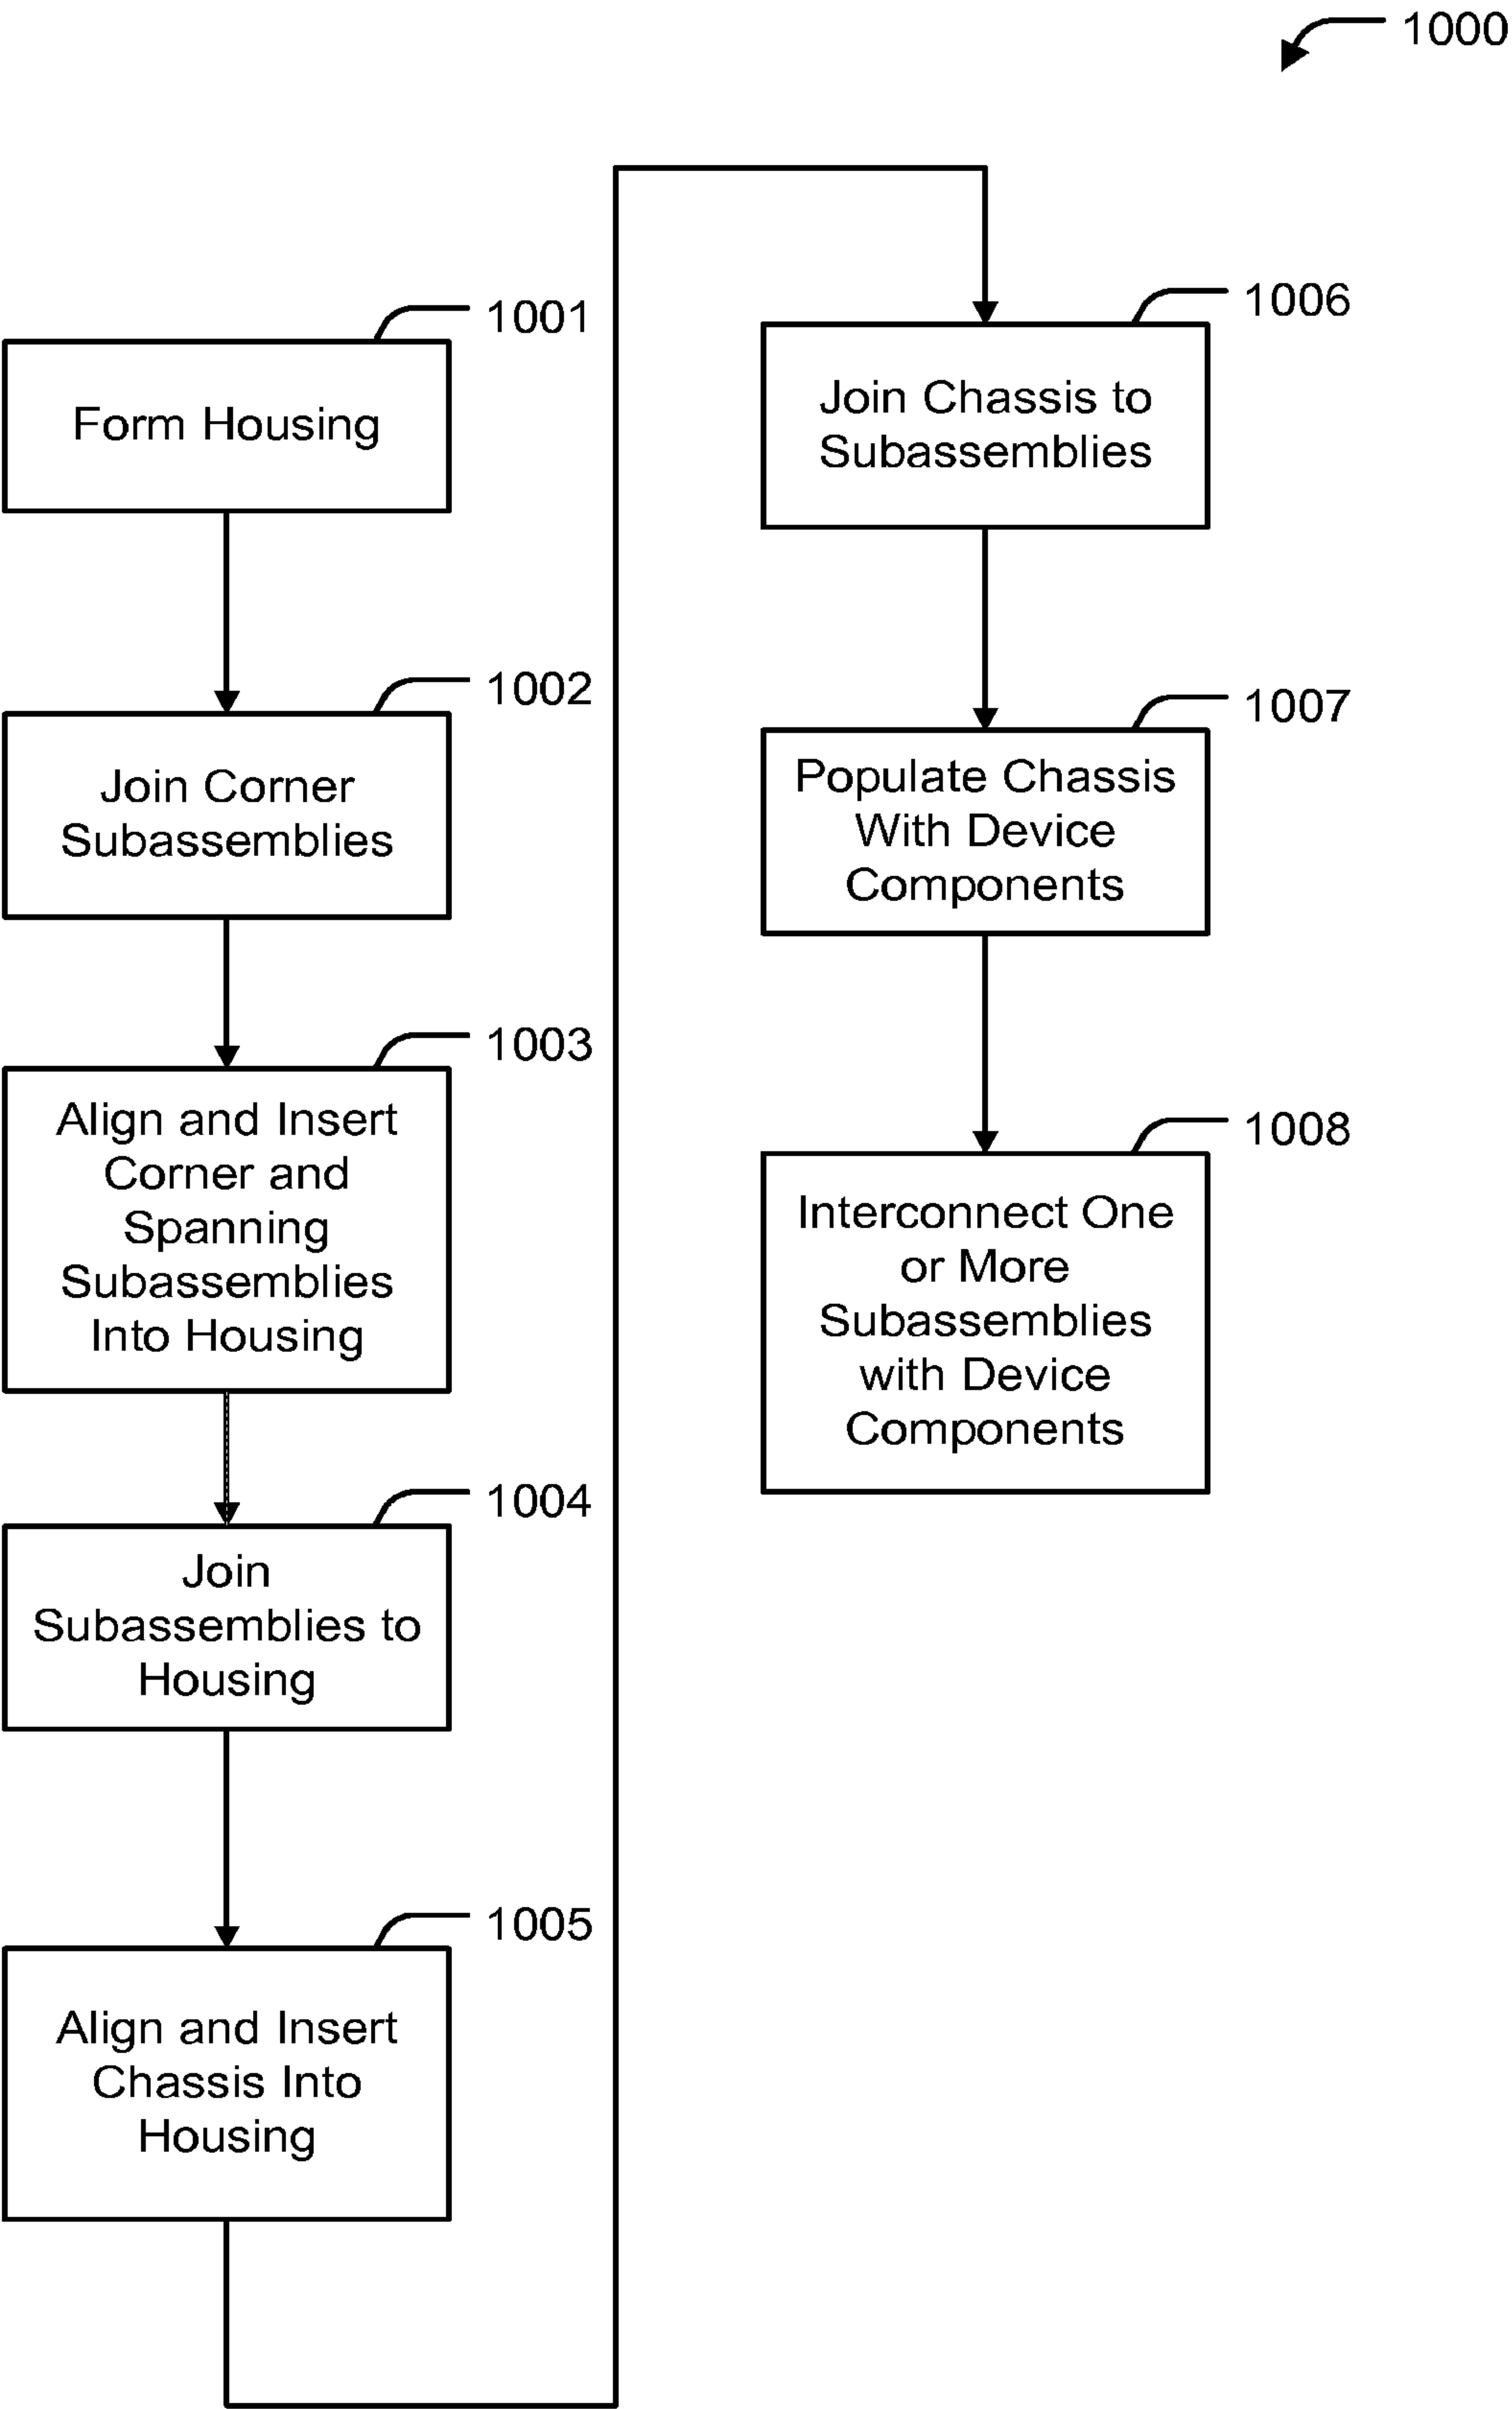 1000
1001
Form Housing
1002
Join Corner
Subassemblies
1003
Align and Insert
Corner and
Spanning
Subassemblies
Into Housing
1004
Join
Subassemblies to
Housing
1005
Align and Insert
Chassis Into
Housing
1006
Join Chassis to
Subassemblies
1007
Populate Chassis
With Device
Components
1008
Interconnect One
or More
Subassemblies
with Device
Components